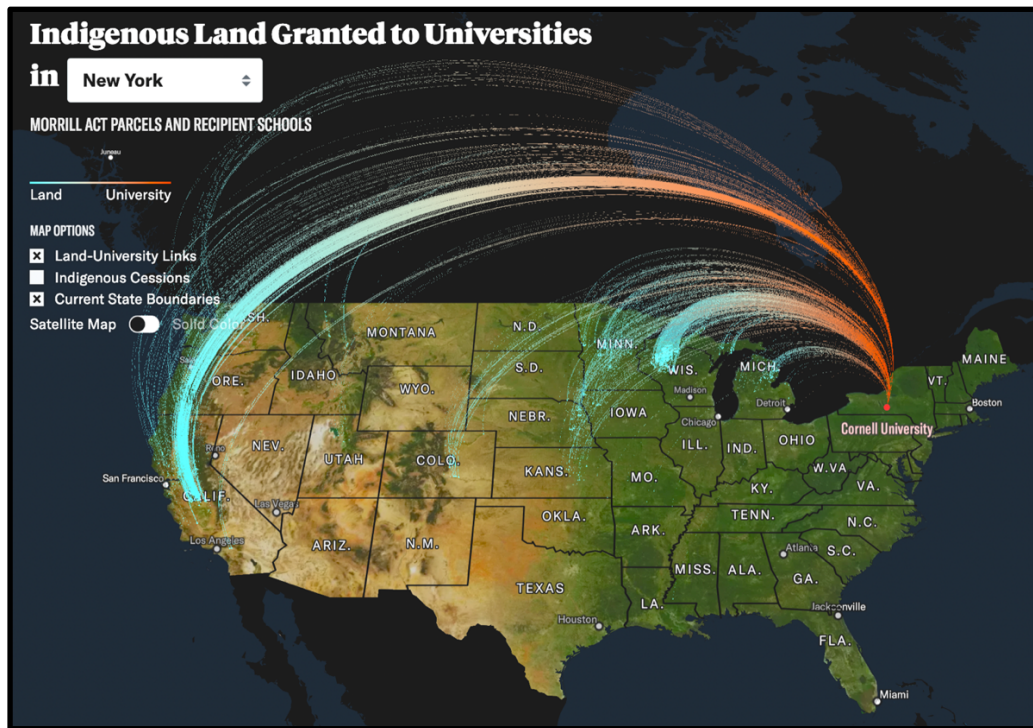 Indigenous Land Granted to Universities
in New York
MORRILL ACT PARCELS AND RECIPIENT SCHOOLS
Juneau
Land University
MAP OPTIONS
Land-University Links
Indigenous Cessions
Current State Boundaries
Satellite Map Solid Color
SH.
MONTANA
N.D.
MINN.
MAINE
ORE.
IDAHO
S.D.
WIS.
MICH.
VT.
WYO.
Madison
Boston
NEBR.
IOWA
Detroit
Chicago
Cornell University
Reno
NEV.
UTAH
COLO.
ILL.
IND.
OHIO
San Francisco
CALIF.
KANS.
MO.
W.VA
VA.
Las Vegas
KY.
OKLA.
TENN.
N.C.
Los Angeles
ARIZ.
N.M.
ARK.
Atlanta
S.C.
MISS.
ALA.
GA.
TEXAS
LA.
Jacksonville
Houston
FLA.
Miami